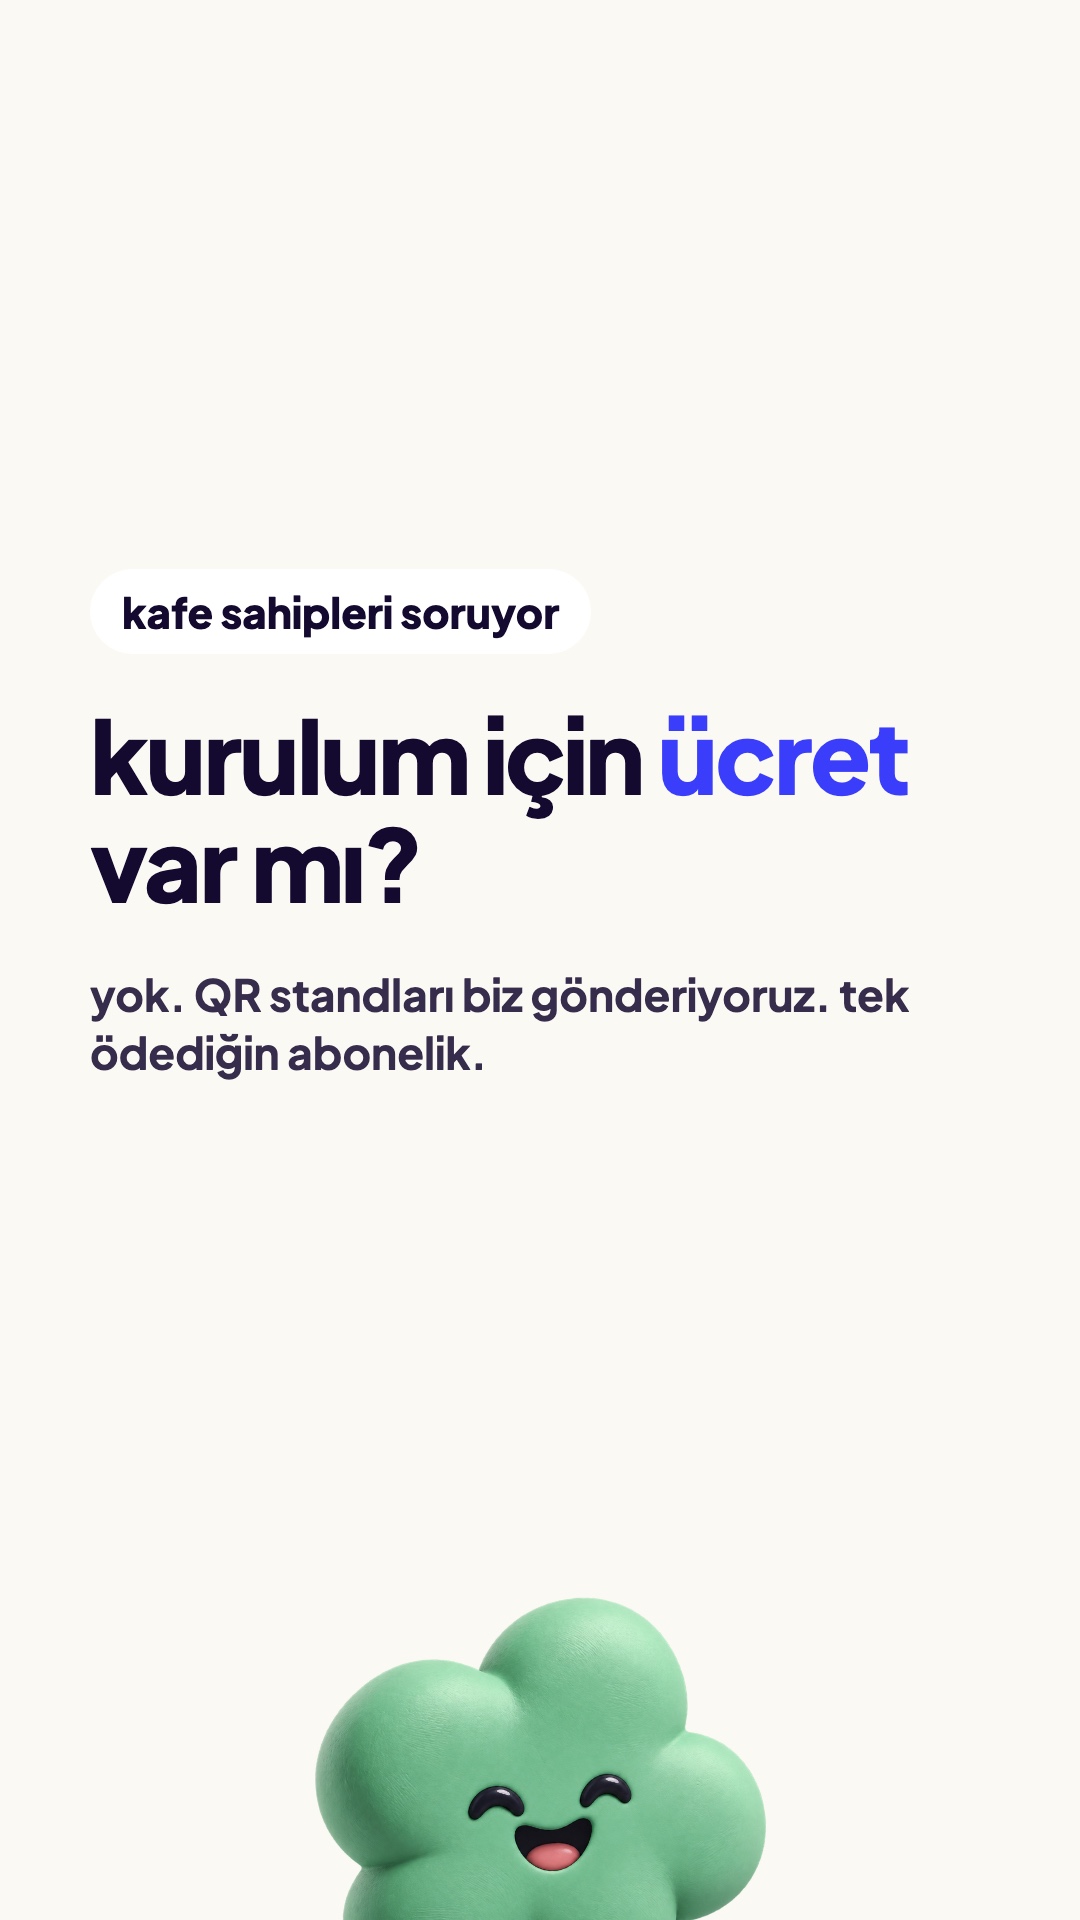 kafe sahipleri soruyor
kurulum için ücret
var mı?
yok. QR standları biz gönderiyoruz. tek
ödediğin abonelik.